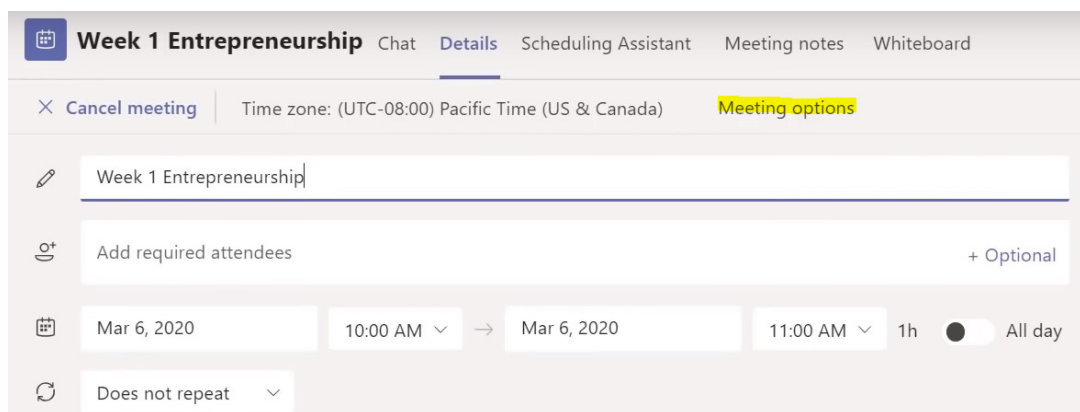 Week 1 Entrepreneurship Chat Details Scheduling Assistant Meeting notes Whiteboard
Cancel meeting Time zone: (UTC-08:00) Pacific Time (US & Canada) Meeting options
Week 1 Entrepreneurship
Add required attendees + Optional
Mar 6, 2020 10:00 AM → Mar 6, 2020 11:00 AM 1h All day
Does not repeat